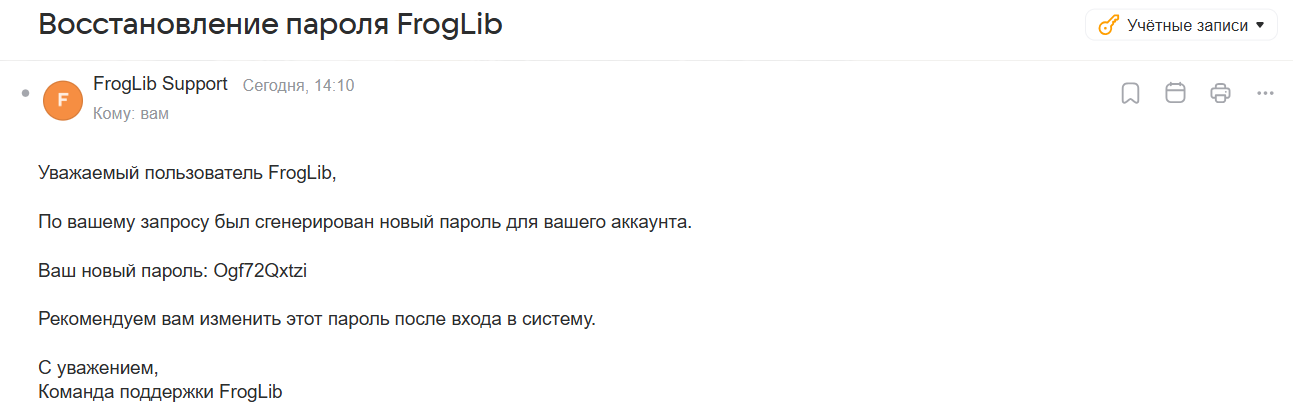 Восстановление пароля FrogLib
Учётные записи
F
FrogLib Support Сегодня, 14:10
Кому: вам
Уважаемый пользователь FrogLib,
По вашему запросу был сгенерирован новый пароль для вашего аккаунта.
Ваш новый пароль: Ogf72Qxtzi
Рекомендуем вам изменить этот пароль после входа в систему.
С уважением,
Команда поддержки FrogLib